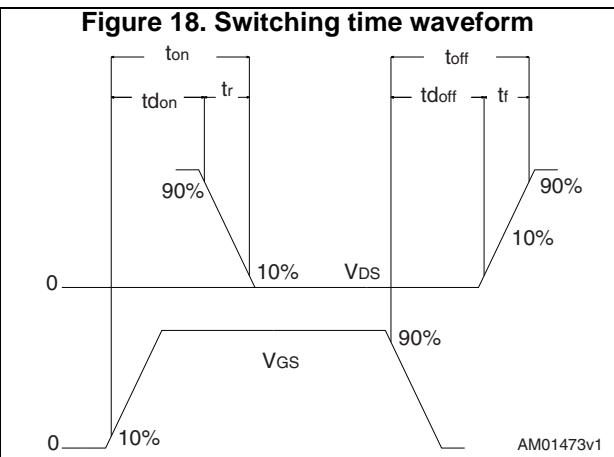 Figure 18. Switching time waveform
ton
toff
tdon
tr
tdoff
tf
90%
90%
10%
10%
0
VDS
90%
VGS
0
10%
AM01473v1